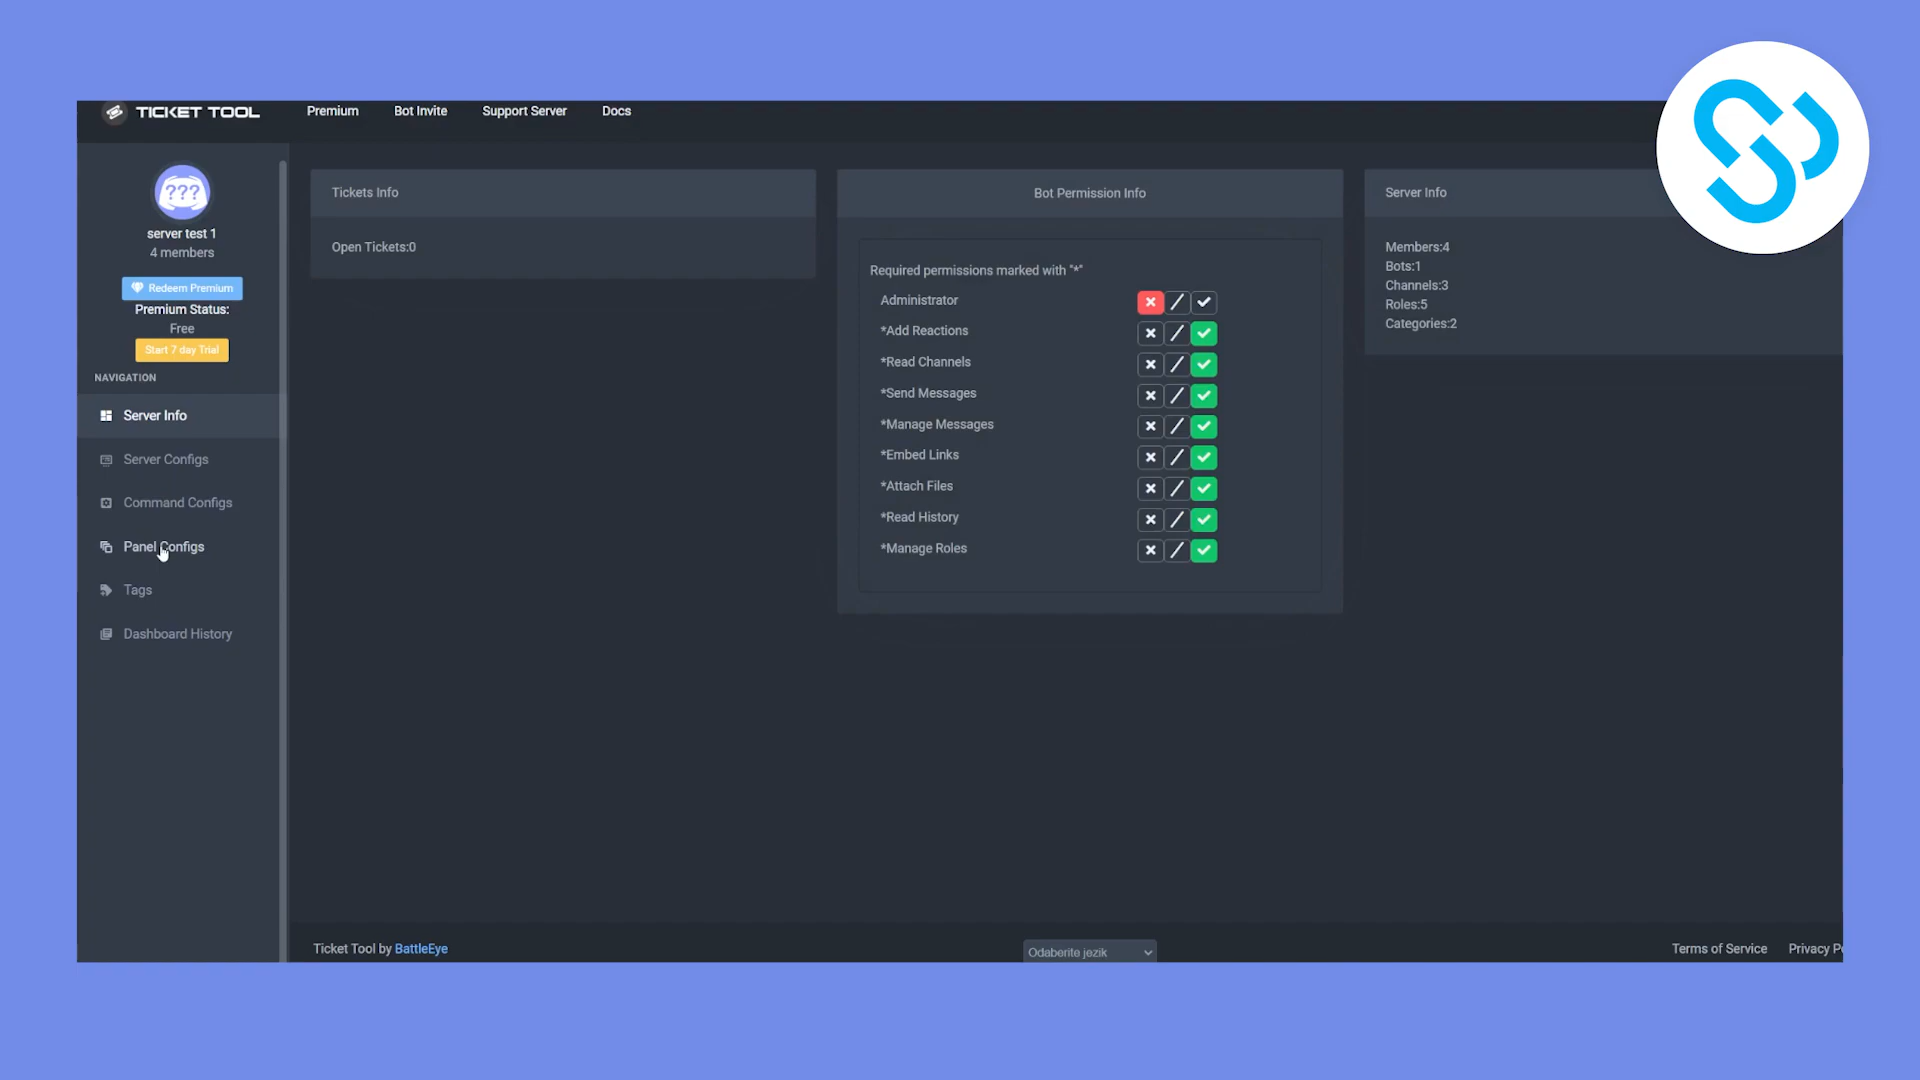 TICKET TOOL
Premium
Bot Invite
Support Server
Docs
???
server test 1
4 members
Redeem Premium
Premium Status:
Free
Start 7 day Trial
NAVIGATION
Server Info
Server Configs
Command Configs
Panel Configs
Tags
Dashboard History
Tickets Info
Open Tickets:0
Bot Permission Info
Required permissions marked with "*"
Administrator
*Add Reactions
*Read Channels
*Send Messages
*Manage Messages
*Embed Links
*Attach Files
*Read History
*Manage Roles
Server Info
Members:4
Bots:1
Channels:3
Roles:5
Categories:2
Ticket Tool by BattleEye
Odaberite jezik
Terms of Service
Privacy